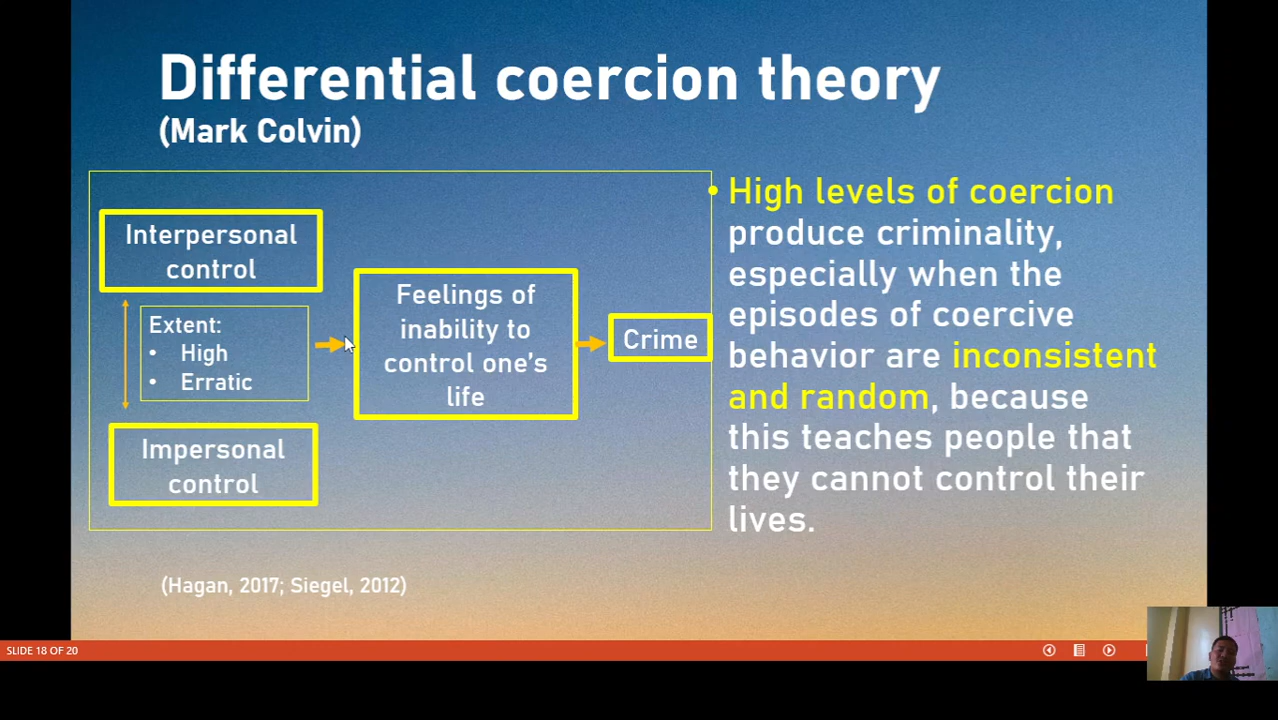 Differential coercion theory
(Mark Colvin)
Interpersonal
control
Extent:
• High
• Erratic
Impersonal
control
Feelings of
inability to
control one's
life
Crime
• High levels of coercion
produce criminality,
especially when the
episodes of coercive
behavior are inconsistent
and random, because
this teaches people that
they cannot control their
lives.
(Hagan, 2017; Siegel, 2012)
SLIDE 18 OF 20